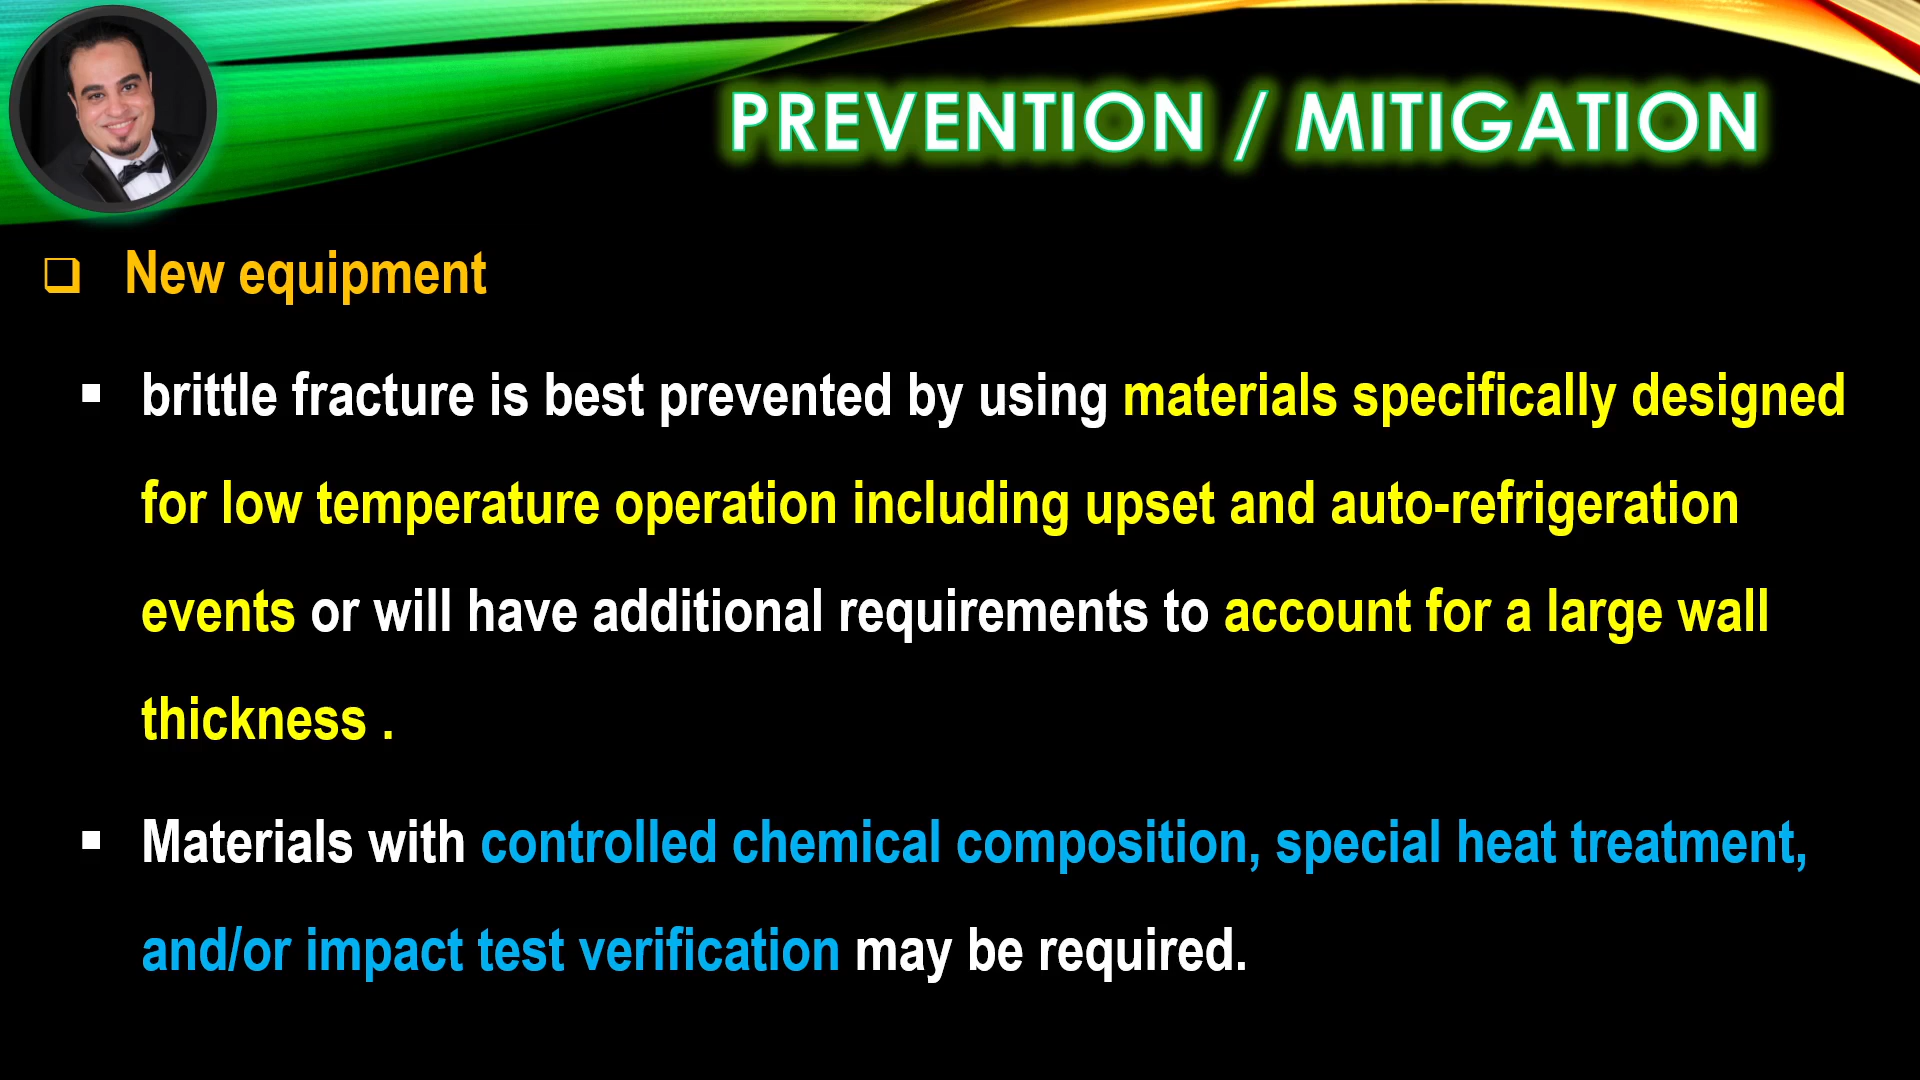 PREVENTION / MITIGATION
New equipment
brittle fracture is best prevented by using materials specifically designed
for low temperature operation including upset and auto-refrigeration
events or will have additional requirements to account for a large wall
thickness .
Materials with controlled chemical composition, special heat treatment,
and/or impact test verification may be required.